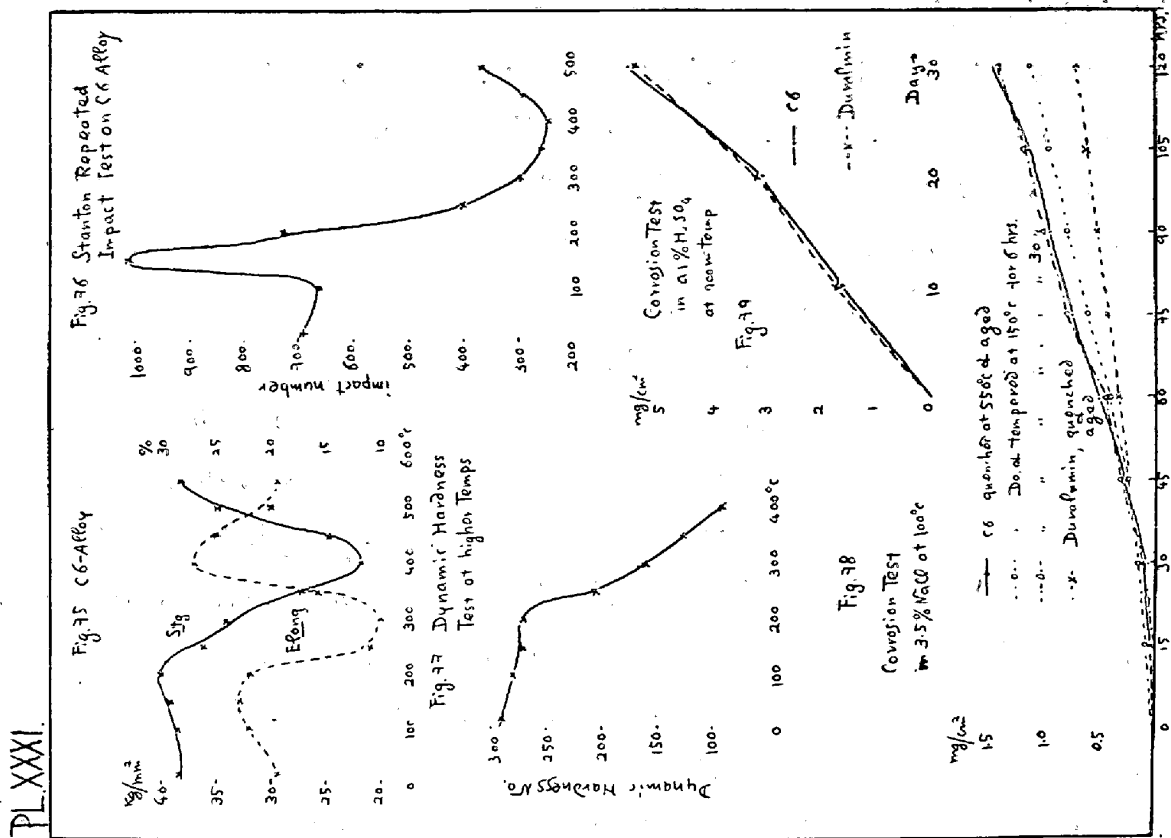 PL.XXXI.
Fig.75 C6-Alloy
kg/mm²
40-
35-
30-
25-
20-
%
30
25
20
15
10
Stg
Elong
0 100 200 300 400 500 600°c
Fig.76 Stanton Repeated
Impact Test on C6 Alloy
impact number
1000-
900-
800-
700-
600-
500-
400-
300-
200
100 200 300 400 500
Fig.77 Dynamic Hardness
Test at higher Temps
Dynamic Hardness No.
300-
250-
200-
150-
100-
0 100 200 300 400°c
Fig.79
Corrosion Test
in a 1% H₂SO₄
at room temp
mg/cm²
5
4
3
2
1
0
10 20 30
Days
C6
--x-- Duralmin
Fig.78
Corrosion Test
in 3.5% NaCl at 100°c
mg/cm²
1.5
1.0
0.5
C6 quenched at 550°c & aged
Do. & tempered at 150°c for 6 hrs.
" " " " 30 "
Duralumin, quenched
& aged
0 15 30 45 60 75 90 105 120 HRS.